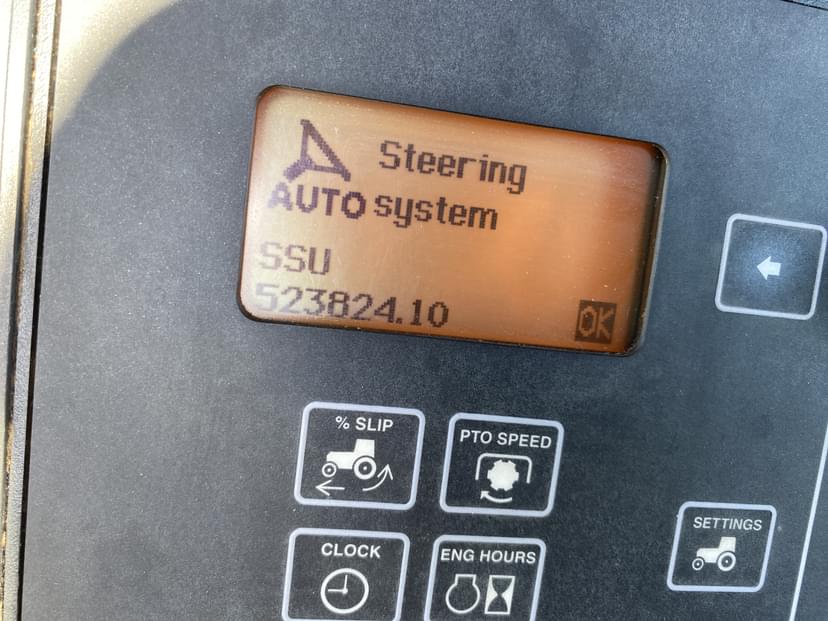 Steering
AUTO system
SSU
523824.10
OK
% SLIP
PTO SPEED
SETTINGS
CLOCK
ENG HOURS